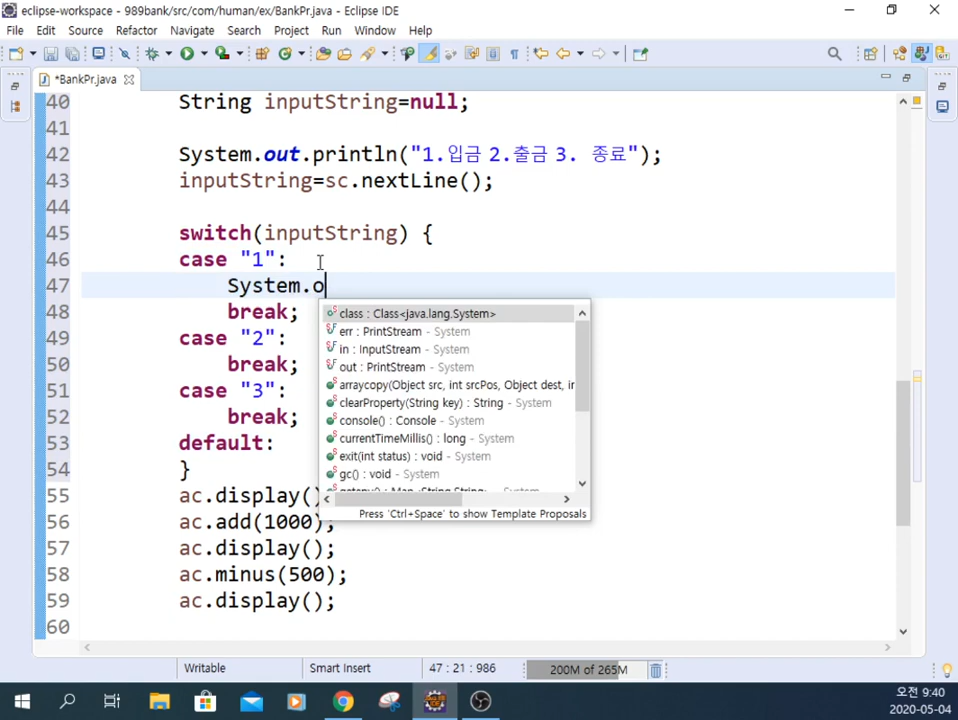 eclipse-workspace - 989bank/src/com/human/ex/BankPr.java - Eclipse IDE
File Edit Source Refactor Navigate Search Project Run Window Help
*BankPr.java
40 String inputString=null;
41
42 System.out.println("1.입금 2.출금 3. 종료");
43 inputString=sc.nextLine();
44
45 switch(inputString) {
46 case "1":
47 System.o
class : Class<java.lang.System>
48 break;
err : PrintStream - System
49 case "2":
in : InputStream - System
50 break;
out : PrintStream - System
51 case "3":
arraycopy(Object src, int srcPos, Object dest, in
clearProperty(String key) : String - System
52 break;
console() : Console - System
53 default:
currentTimeMillis() : long - System
exit(int status) : void - System
54 }
gc() : void - System
55 ac.display()
Press 'Ctrl+Space' to show Template Proposals
56 ac.add(1000);
57 ac.display();
58 ac.minus(500);
59 ac.display();
60
Writable Smart Insert 47 : 21 : 986 200M of 265M
오전 9:40
2020-05-04